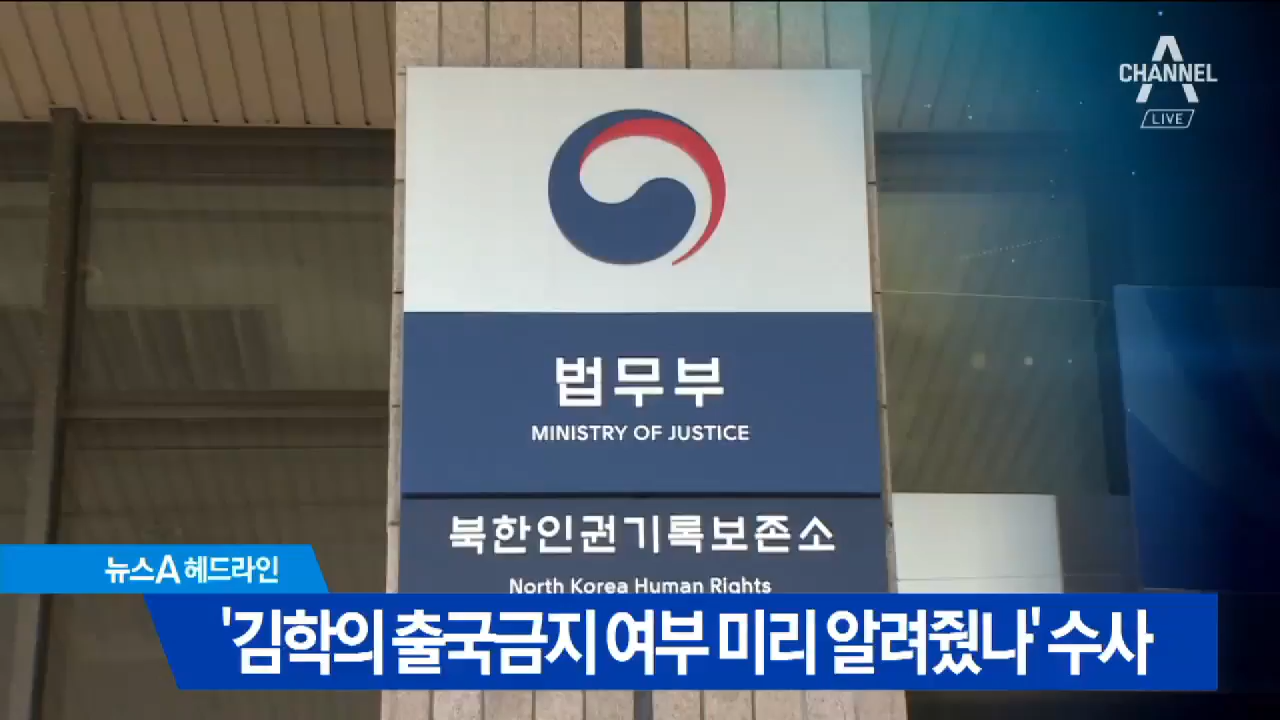 CHANNEL A
LIVE
법무부
MINISTRY OF JUSTICE
북한인권기록보존소
North Korea Human Rights
뉴스A 헤드라인
'김학의 출국금지 여부 미리 알려줬나' 수사